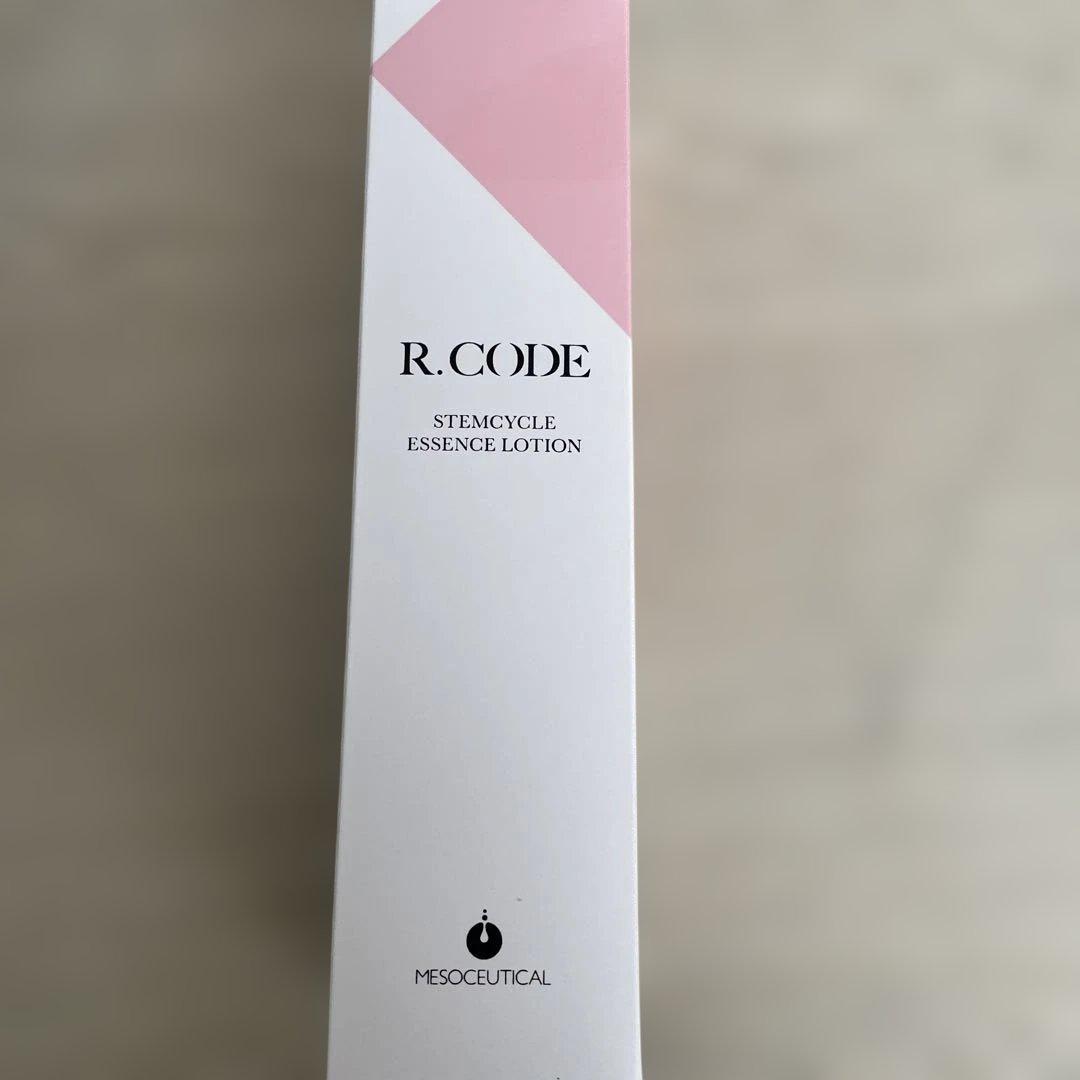 R.CODE
STEMCYCLE
ESSENCE LOTION
MESOCEUTICAL